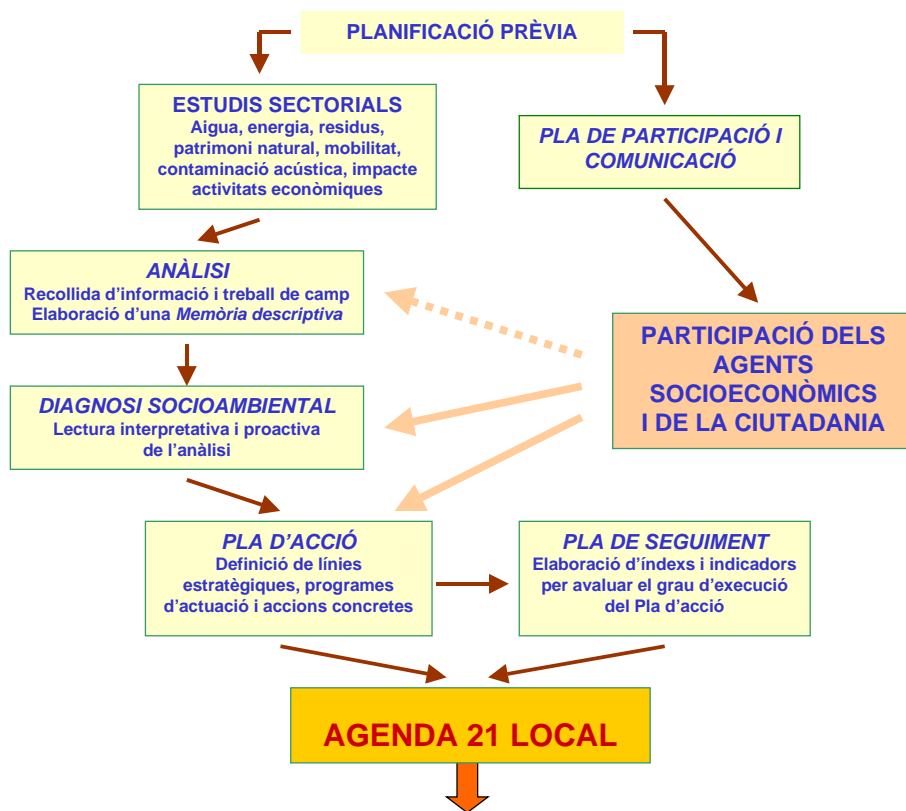 PLANIFICACIÓ PRÈVIA
ESTUDIS SECTORIALS
Aigua, energia, residus,
patrimoni natural, mobilitat,
contaminació acústica, impacte
activitats econòmiques
PLA DE PARTICIPACIÓ I
COMUNICACIÓ
ANÀLISI
Recollida d'informació i treball de camp
Elaboració d'una Memòria descriptiva
PARTICIPACIÓ DELS
AGENTS
SOCIOECONÒMICS
I DE LA CIUTADANIA
DIAGNOSI SOCIOAMBIENTAL
Lectura interpretativa i proactiva
de l'anàlisi
PLA D'ACCIÓ
Definició de línies
estratègiques, programes
d'actuació i accions concretes
PLA DE SEGUIMENT
Elaboració d'índexs i indicadors
per avaluar el grau d'execució
del Pla d'acció
AGENDA 21 LOCAL